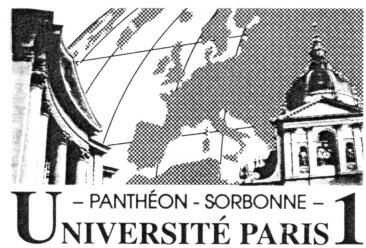 – PANTHÉON - SORBONNE –
UNIVERSITÉ PARIS 1